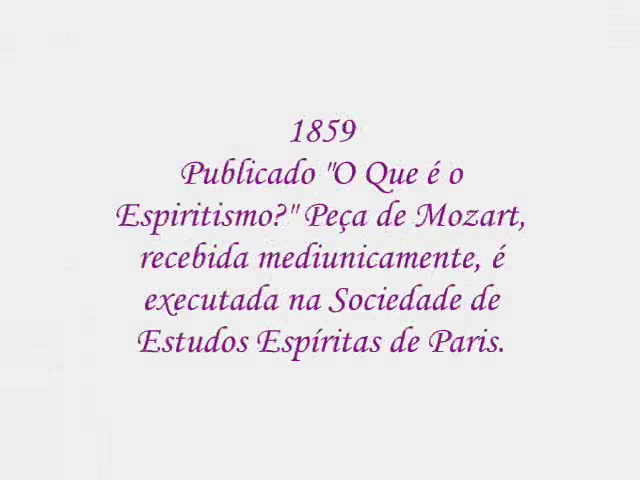 1859
Publicado "O Que é o
Espiritismo?" Peça de Mozart,
recebida mediunicamente, é
executada na Sociedade de
Estudos Espíritas de Paris.